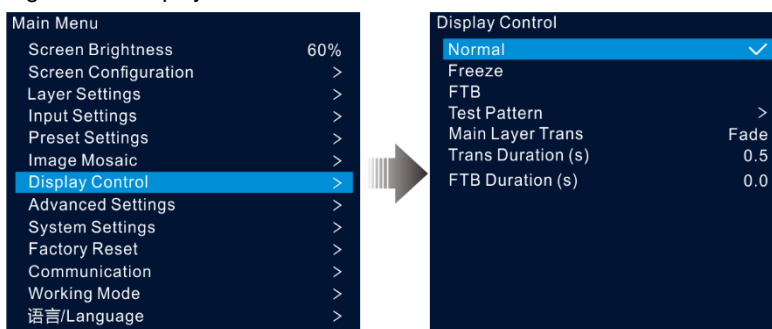 Main Menu
Screen Brightness 60%
Screen Configuration >
Layer Settings >
Input Settings >
Preset Settings >
Image Mosaic >
Display Control >
Advanced Settings >
System Settings >
Factory Reset >
Communication >
Working Mode >
语言/Language >
Display Control
Normal ✓
Freeze
FTB
Test Pattern >
Main Layer Trans Fade
Trans Duration (s) 0.5
FTB Duration (s) 0.0